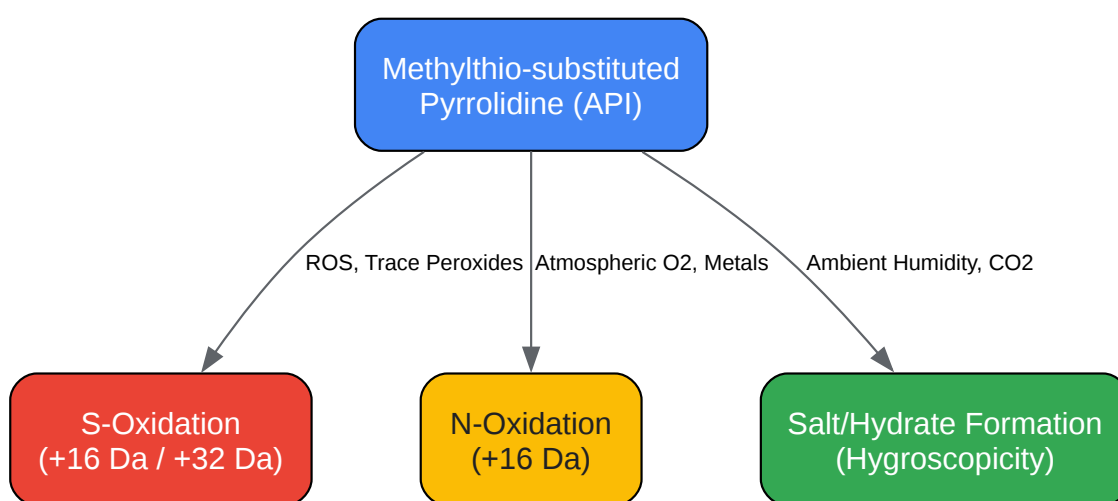 Methylthio-substituted
Pyrrolidine (API)
ROS, Trace Peroxides
Atmospheric O2, Metals
Ambient Humidity, CO2
S-Oxidation
(+16 Da / +32 Da)
N-Oxidation
(+16 Da)
Salt/Hydrate Formation
(Hygroscopicity)